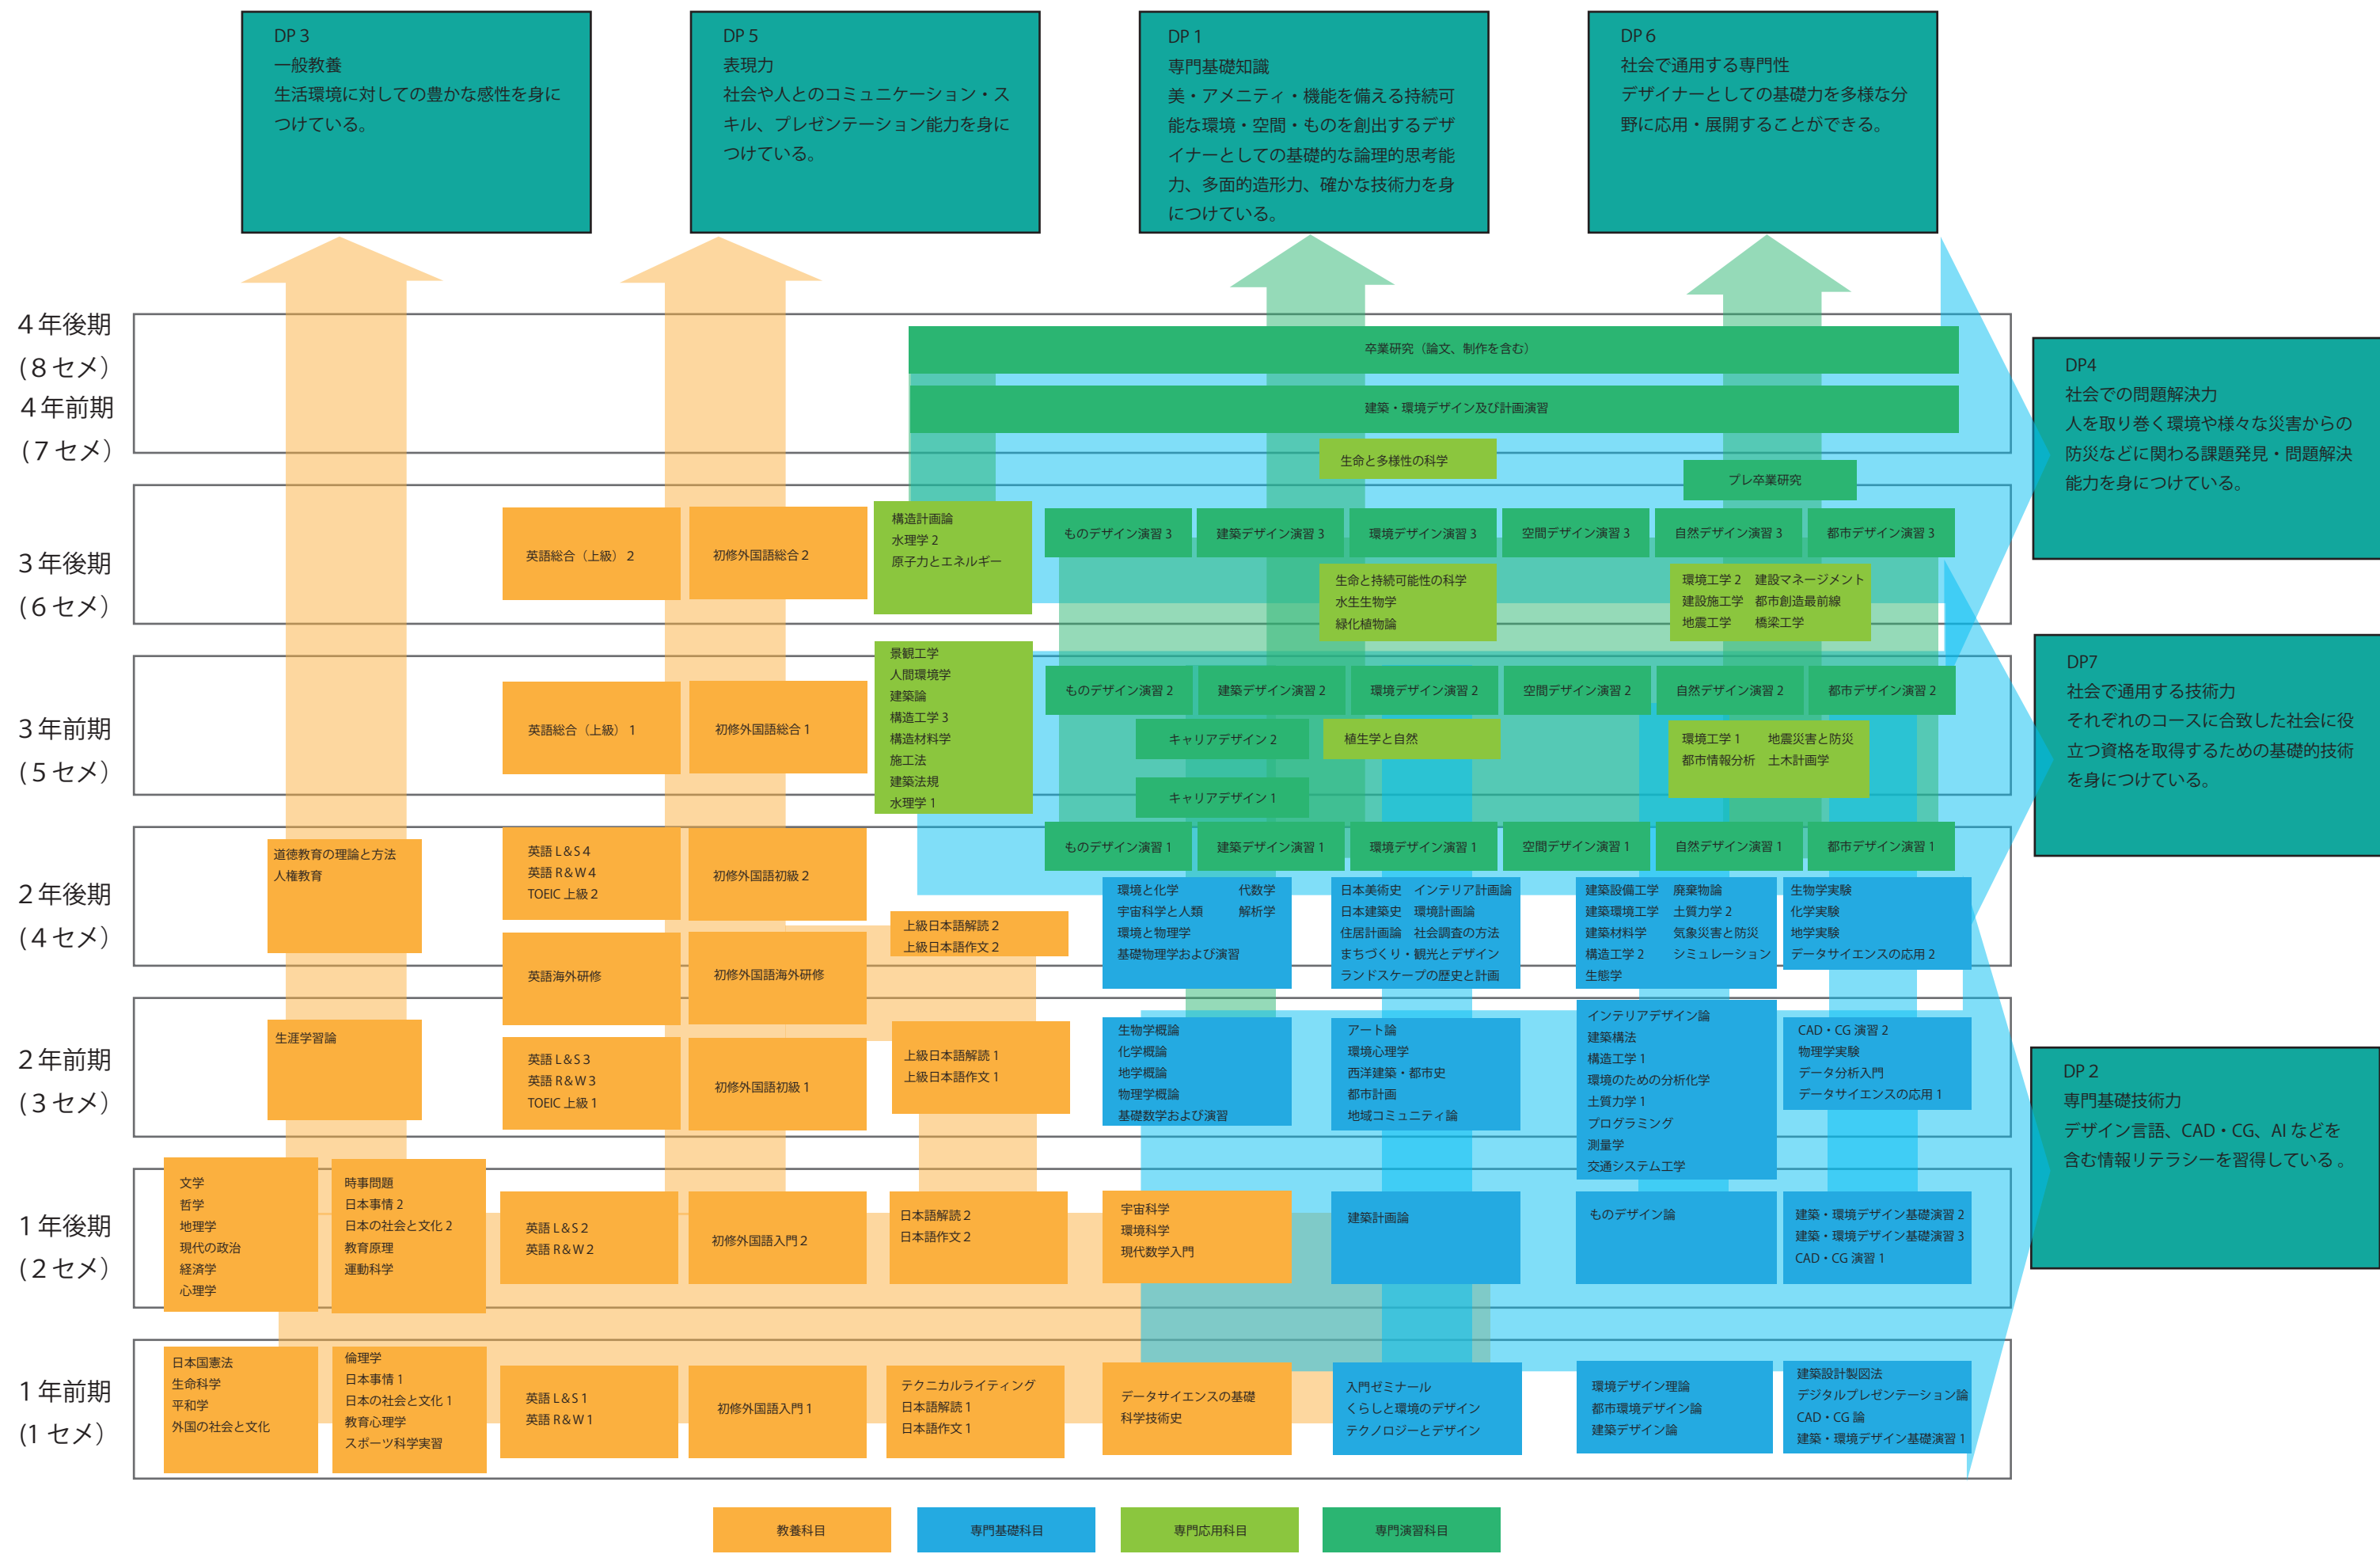 DP 3
一般教養
生活環境に対しての豊かな感性を身に
つけている。
DP 5
表現力
社会や人とのコミュニケーション・ス
キル、プレゼンテーション能力を身に
つけている。
DP 1
専門基礎知識
美・アメニティ・機能を備える持続可
能な環境・空間・ものを創出するデザ
イナーとしての基礎的な論理的思考能
力、多面的造形力、確かな技術力を身
につけている。
DP 6
社会で通用する専門性
デザイナーとしての基礎力を多様な分
野に応用・展開することができる。
DP4
社会での問題解決力
人を取り巻く環境や様々な災害からの
防災などに関わる課題発見・問題解決
能力を身につけている。
DP7
社会で通用する技術力
それぞれのコースに合致した社会に役
立つ資格を取得するための基礎的技術
を身につけている。
DP 2
専門基礎技術力
デザイン言語、CAD・CG、AI などを
含む情報リテラシーを習得している 。
4 年後期
(8 セメ)
4 年前期
(7 セメ)
卒業研究（論文、制作を含む）
建築・環境デザイン及び計画演習
生命と多様性の科学
プレ卒業研究
3 年後期
(6 セメ)
英語総合（上級） 2
初修外国語総合 2
構造計画論
水理学 2
原子力とエネルギー
ものデザイン演習 3
建築デザイン演習 3
環境デザイン演習 3
空間デザイン演習 3
自然デザイン演習 3
都市デザイン演習 3
生命と持続可能性の科学
水生生物学
緑化植物論
環境工学 2 建設マネージメント
建設施工学 都市創造最前線
地震工学 橋梁工学
3 年前期
(5 セメ)
英語総合（上級） 1
初修外国語総合 1
景観工学
人間環境学
建築論
構造工学 3
構造材料学
施工法
建築法規
水理学 1
ものデザイン演習 2
建築デザイン演習 2
環境デザイン演習 2
空間デザイン演習 2
自然デザイン演習 2
都市デザイン演習 2
キャリアデザイン 2
植生学と自然
環境工学 1 地震災害と防災
都市情報分析 土木計画学
キャリアデザイン 1
2 年後期
(4 セメ)
道徳教育の理論と方法
人権教育
英語 L＆S 4
英語 R＆W 4
TOEIC 上級 2
初修外国語初級 2
英語海外研修
初修外国語海外研修
上級日本語解読 2
上級日本語作文 2
ものデザイン演習 1
建築デザイン演習 1
環境デザイン演習 1
空間デザイン演習 1
自然デザイン演習 1
都市デザイン演習 1
環境と化学 代数学
宇宙科学と人類 解析学
環境と物理学
基礎物理学および演習
日本美術史 インテリア計画論
日本建築史 環境計画論
住居計画論 社会調査の方法
まちづくり・観光とデザイン
ランドスケープの歴史と計画
建築設備工学 廃棄物論
建築環境工学 土質力学 2
建築材料学 気象災害と防災
構造工学 2 シミュレーション
生態学
生物学実験
化学実験
地学実験
データサイエンスの応用 2
2 年前期
(3 セメ)
生涯学習論
英語 L＆S 3
英語 R＆W 3
TOEIC 上級 1
初修外国語初級 1
上級日本語解読 1
上級日本語作文 1
生物学概論
化学概論
地学概論
物理学概論
基礎数学および演習
アート論
環境心理学
西洋建築・都市史
都市計画
地域コミュニティ論
インテリアデザイン論
建築構法
構造工学 1
環境のための分析化学
土質力学 1
プログラミング
測量学
交通システム工学
CAD・CG 演習 2
物理学実験
データ分析入門
データサイエンスの応用 1
1 年後期
(2 セメ)
文学
哲学
地理学
現代の政治
経済学
心理学
時事問題
日本事情 2
日本の社会と文化 2
教育原理
運動科学
英語 L＆S 2
英語 R＆W 2
初修外国語入門 2
日本語解読 2
日本語作文 2
宇宙科学
環境科学
現代数学入門
建築計画論
ものデザイン論
建築・環境デザイン基礎演習 2
建築・環境デザイン基礎演習 3
CAD・CG 演習 1
1 年前期
(1 セメ)
日本国憲法
生命科学
平和学
外国の社会と文化
倫理学
日本事情 1
日本の社会と文化 1
教育心理学
スポーツ科学実習
英語 L＆S 1
英語 R＆W 1
初修外国語入門 1
テクニカルライティング
日本語解読 1
日本語作文 1
データサイエンスの基礎
科学技術史
入門ゼミナール
くらしと環境のデザイン
テクノロジーとデザイン
環境デザイン理論
都市環境デザイン論
建築デザイン論
建築設計製図法
デジタルプレゼンテーション論
CAD・CG 論
建築・環境デザイン基礎演習 1
教養科目
専門基礎科目
専門応用科目
専門演習科目